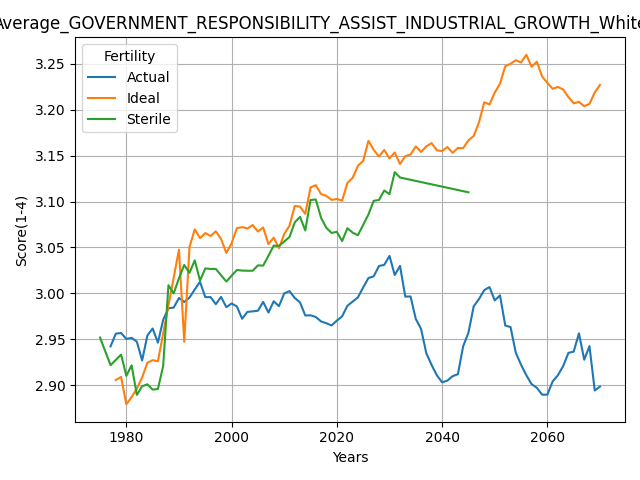 Average_GOVERNMENT_RESPONSIBILITY_ASSIST_INDUSTRIAL_GROWTH_White
Fertility
Actual
Ideal
Sterile
3.25
3.20
3.15
3.10
3.05
3.00
2.95
2.90
Score(1-4)
1980 2000 2020 2040 2060
Years